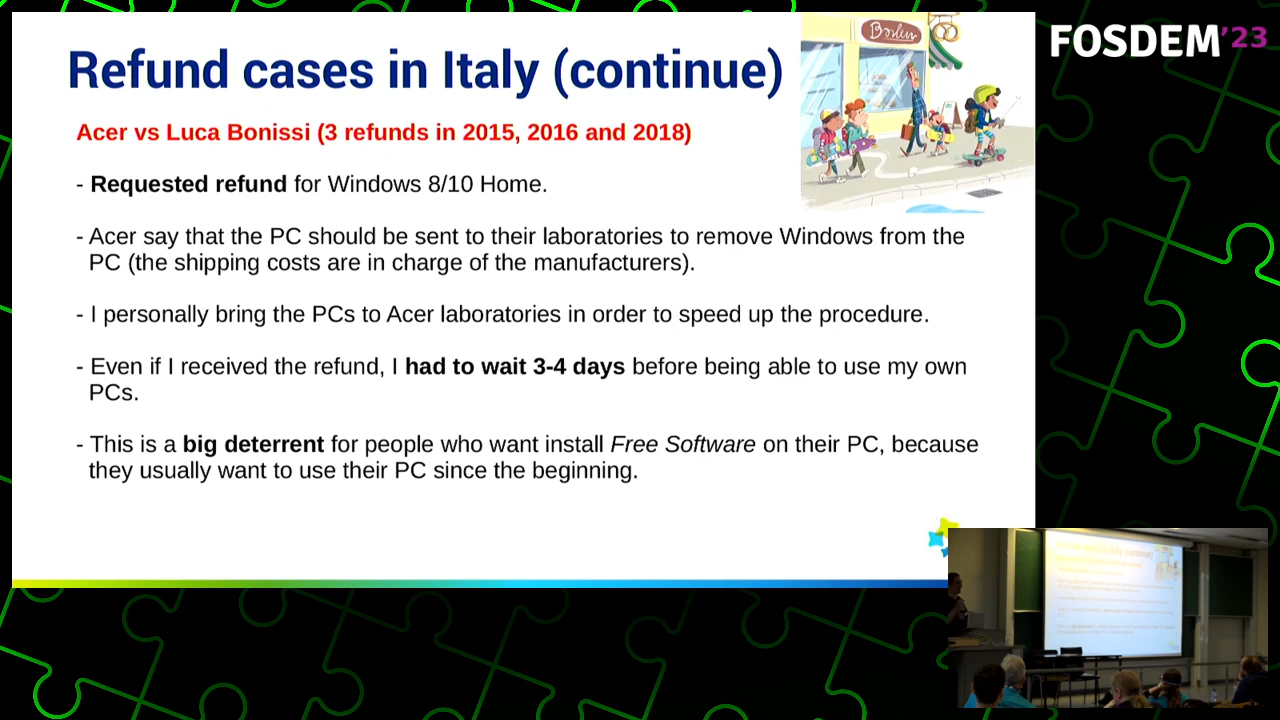 Refund cases in Italy (continue)
FOSDEM'23
Acer vs Luca Bonissi (3 refunds in 2015, 2016 and 2018)
- Requested refund for Windows 8/10 Home.
- Acer say that the PC should be sent to their laboratories to remove Windows from the
PC (the shipping costs are in charge of the manufacturers).
- I personally bring the PCs to Acer laboratories in order to speed up the procedure.
- Even if I received the refund, I had to wait 3-4 days before being able to use my own
PCs.
- This is a big deterrent for people who want install Free Software on their PC, because
they usually want to use their PC since the beginning.